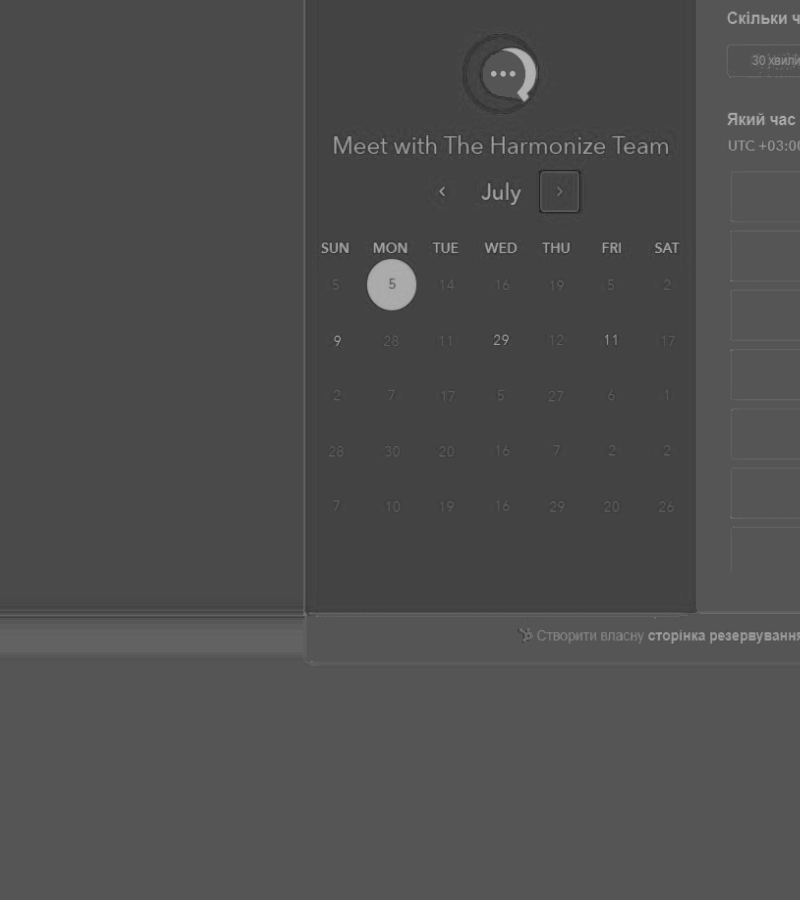 Meet with The Harmonize Team
July
SUN MON TUE WED THU FRI SAT
5 5 14 16 19 5 2
9 28 11 29 12 11 17
2 7 17 5 27 6 1
28 30 20 16 7 2 2
7 10 19 16 29 20 26
Скільки ч
30 хвили
Який час
UTC +03:00
Створити власну сторінка резервування